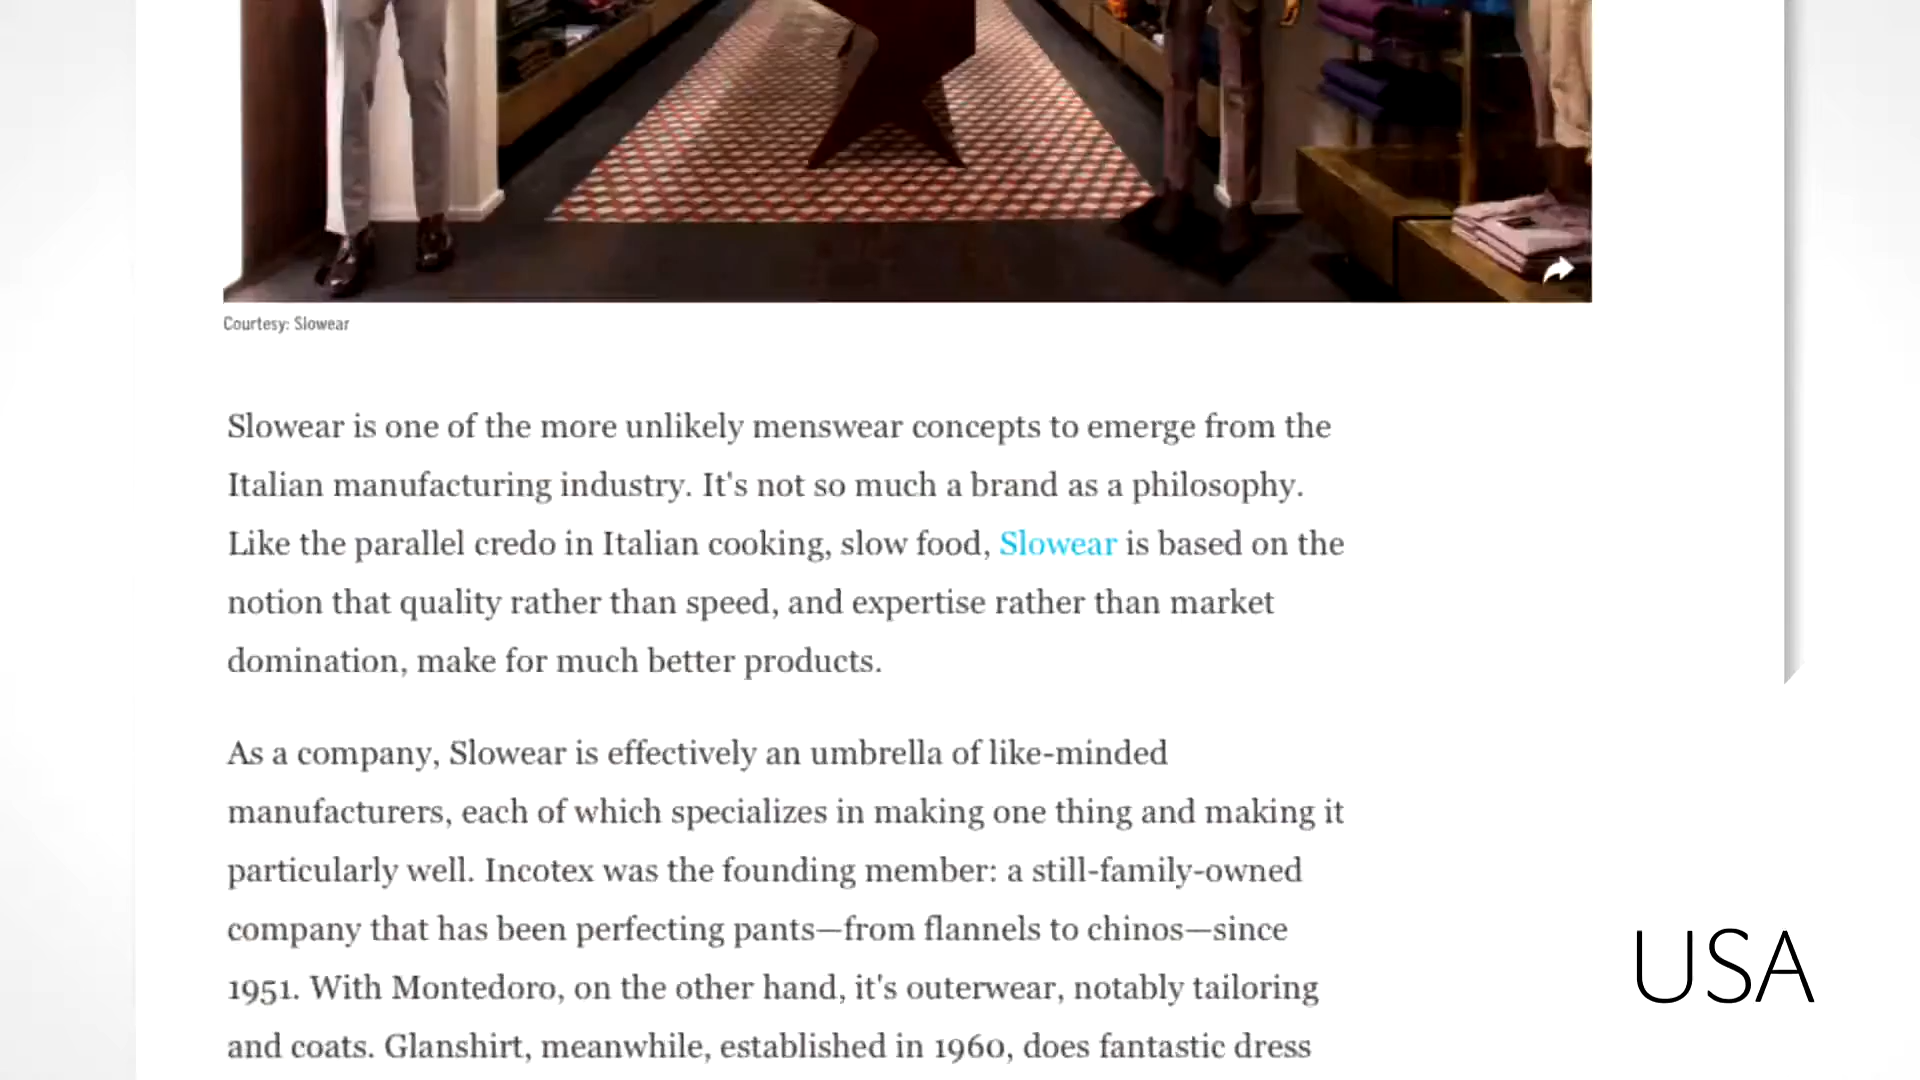 Courtesy: Slowear
Slowear is one of the more unlikely menswear concepts to emerge from the
Italian manufacturing industry. It's not so much a brand as a philosophy.
Like the parallel credo in Italian cooking, slow food, Slowear is based on the
notion that quality rather than speed, and expertise rather than market
domination, make for much better products.
As a company, Slowear is effectively an umbrella of like-minded
manufacturers, each of which specializes in making one thing and making it
particularly well. Incotex was the founding member: a still-family-owned
company that has been perfecting pants—from flannels to chinos—since
1951. With Montedoro, on the other hand, it's outerwear, notably tailoring
and coats. Glanshirt, meanwhile, established in 1960, does fantastic dress
USA